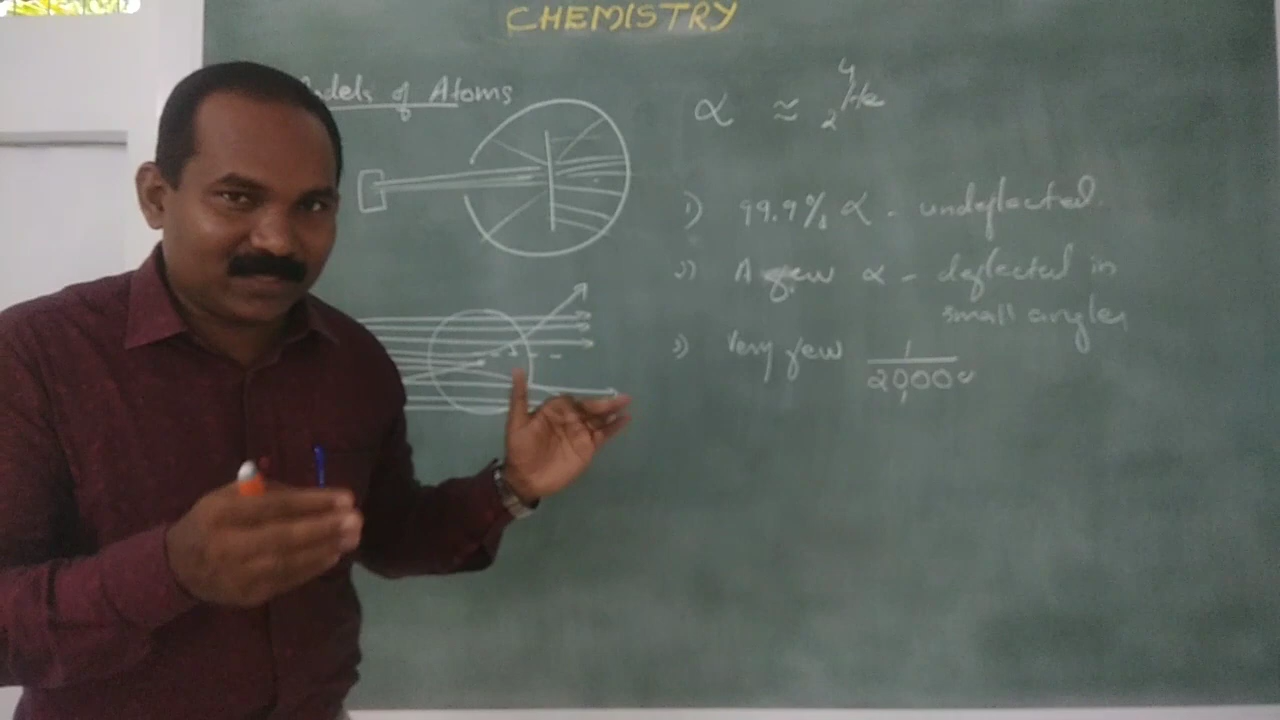 CHEMISTRY
Models of Atoms
α ≈ ⁴₂He
1) 99.9% α - undeflected.
2) A few α - deflected in
small angles
3) Very few 1/20,000